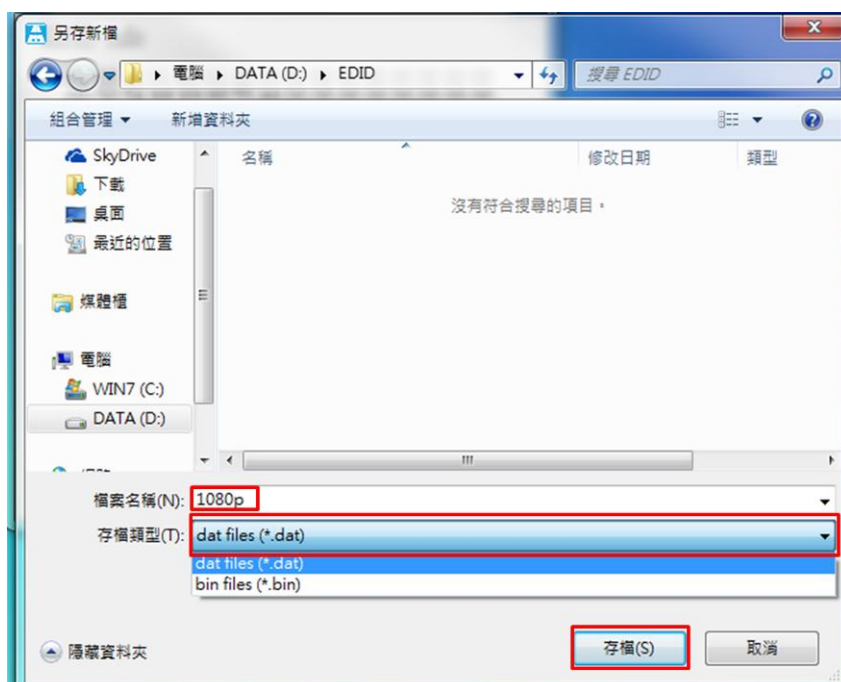 另存新檔
電腦 ▸ DATA (D:) ▸ EDID
搜尋 EDID
組合管理 新增資料夾
SkyDrive
下載
桌面
最近的位置
媒體櫃
電腦
WIN7 (C:)
DATA (D:)
名稱 修改日期 類型
沒有符合搜尋的項目。
檔案名稱(N): 1080p
存檔類型(T): dat files (*.dat)
dat files (*.dat)
bin files (*.bin)
隱藏資料夾 存檔(S) 取消